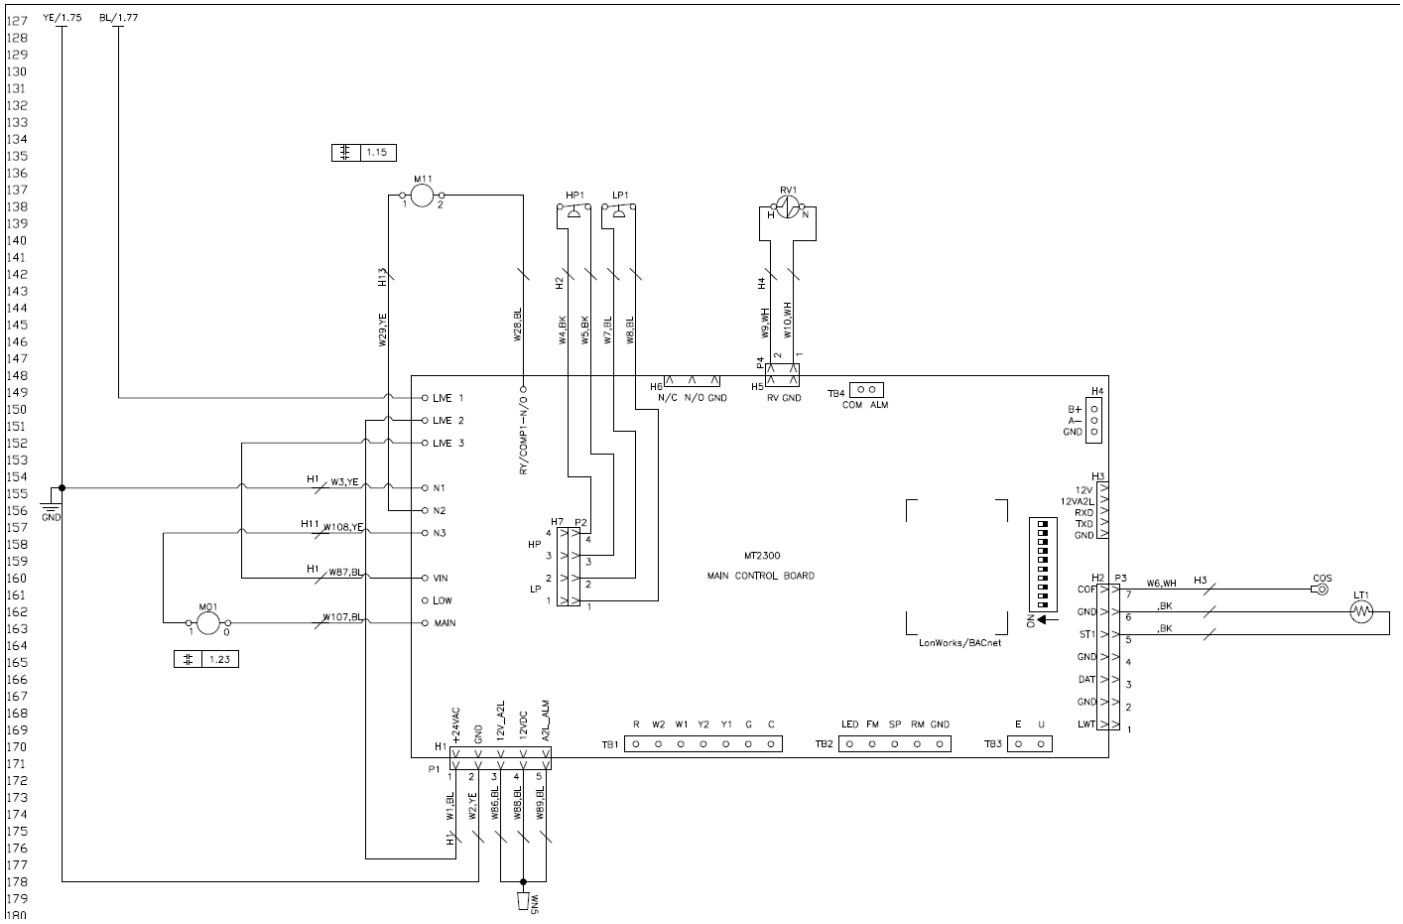 127 YE/1.75 BL/1.77
128
129
130
131
132
133
134
135 1.15
136
137 M11 HP1 LP1 RV1
138 1 2 H N
139
140
141
142 H13 H2 H4
143
144
145 W29,YE W28,BL W4,BK W5,BK W7,BL W8,BL W9,WH W10,WH
146
147 P4 2 1
148 H6 H5
149 LIVE 1 N/C N/O GND RV GND TB4 H4
150 COM ALM B+
151 LIVE 2 A-
152 LIVE 3 RY/COMP1-N/O GND
153
154 H1 W3,YE H3
155 N1 12V
156 GND N2 12VA2L
157 H11 W108,YE H7 P2 RXD
158 N3 4 4 TXD
159 HP 3 3 MT2300 GND
160 H1 W87,BL VIN 2 2 MAIN CONTROL BOARD H2 P3 COS
161 LOW LP 1 1 COF 7 W6,WH H3
162 M01 W107,BL GND 6 ,BK LT1
163 1 0 MAIN ON ST1 5 ,BK
164 LonWorks/BACnet
165 1.23 GND 4
166 DAT 3
167 GND 2
168 +24VAC GND 12V_A2L 12VDC A2L_ALM
169 R W2 W1 Y2 Y1 G C LED FM SP RM GND E U LWT 1
170 H1 TB1 TB2 TB3
171 P1
172 1 2 3 4 5
173
174 W1,BL W2,YE W86,BL W88,BL W89,BL
175
176 H1
177
178
179 WN5
180